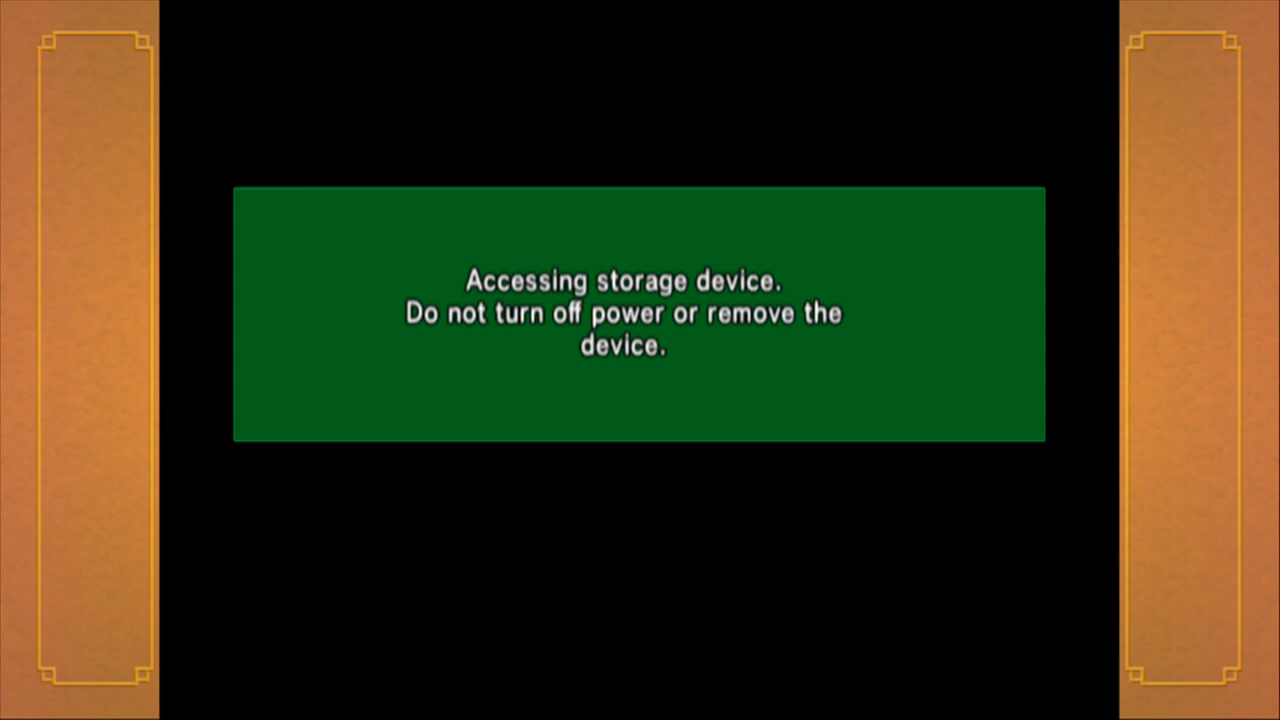 Accessing storage device.
Do not turn off power or remove the
device.